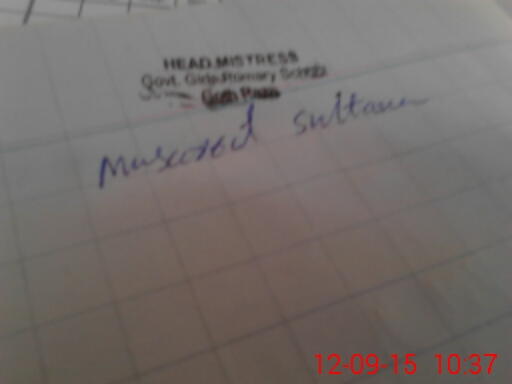 HEAD MISTRESS
Govt. Girls Primary School
Musarrat sultana
12-09-15 10:37